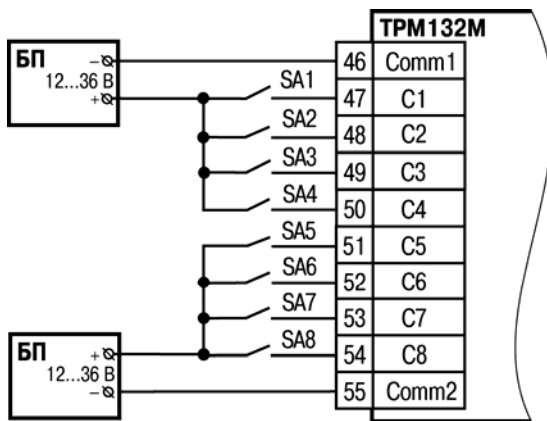 ТРМ132М
БП
–
12...36 В
+
46 Comm1
SA1
47 C1
SA2
48 C2
SA3
49 C3
SA4
50 C4
SA5
51 C5
SA6
52 C6
SA7
53 C7
SA8
54 C8
БП
+
12...36 В
–
55 Comm2